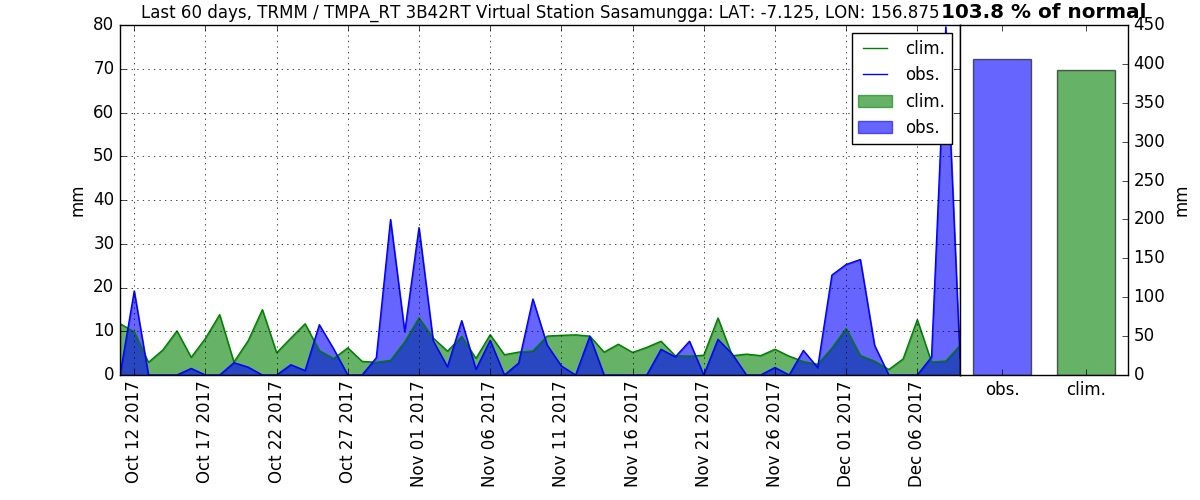 Last 60 days, TRMM / TMPA_RT 3B42RT Virtual Station Sasamungga: LAT: -7.125, LON: 156.875
103.8 % of normal
80
70
60
50
40
30
20
10
0
mm
clim.
obs.
clim.
obs.
Oct 12 2017
Oct 17 2017
Oct 22 2017
Oct 27 2017
Nov 01 2017
Nov 06 2017
Nov 11 2017
Nov 16 2017
Nov 21 2017
Nov 26 2017
Dec 01 2017
Dec 06 2017
450
400
350
300
250
200
150
100
50
0
mm
obs.
clim.